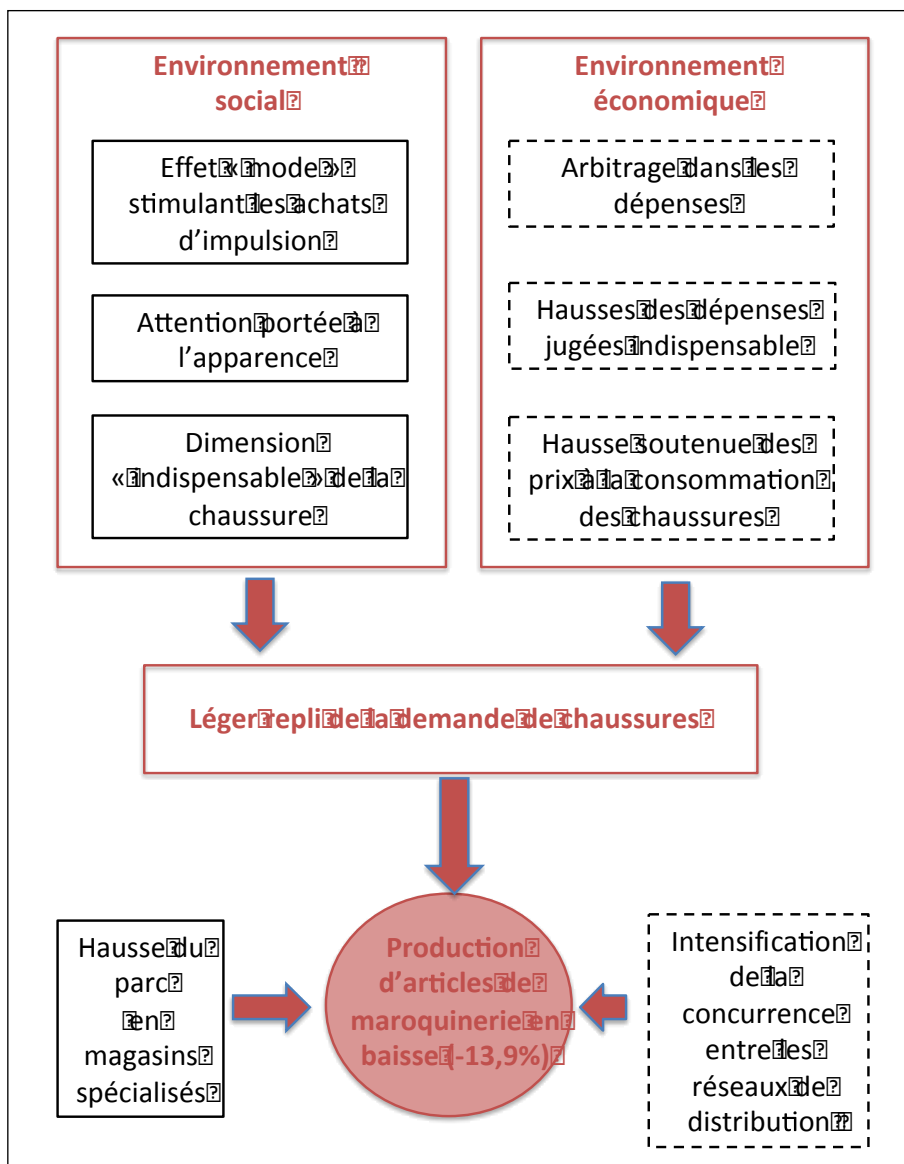 Environnement
social
Effet « mode »
stimulant les achats
d'impulsion
Attention portée à
l'apparence
Dimension
« indispensable » de la
chaussure
Environnement
économique
Arbitrage dans les
dépenses
Hausses des dépenses
jugées indispensable
Hausse soutenue des
prix à la consommation
des chaussures
Léger repli de la demande de chaussures
Hausse du
parc
en
magasins
spécialisés
Production
d'articles de
maroquinerie en
baisse (-13,9%)
Intensification
de la
concurrence
entre les
réseaux de
distribution